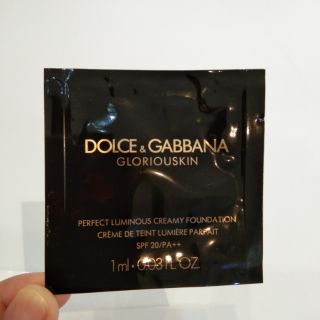 DOLCE & GABBANA
GLORIOUSKIN
PERFECT LUMINOUS CREAMY FOUNDATION
CRÈME DE TEINT LUMIÈRE PARFAIT
SPF 20/PA++
1 ml · 0.03 FL. OZ.